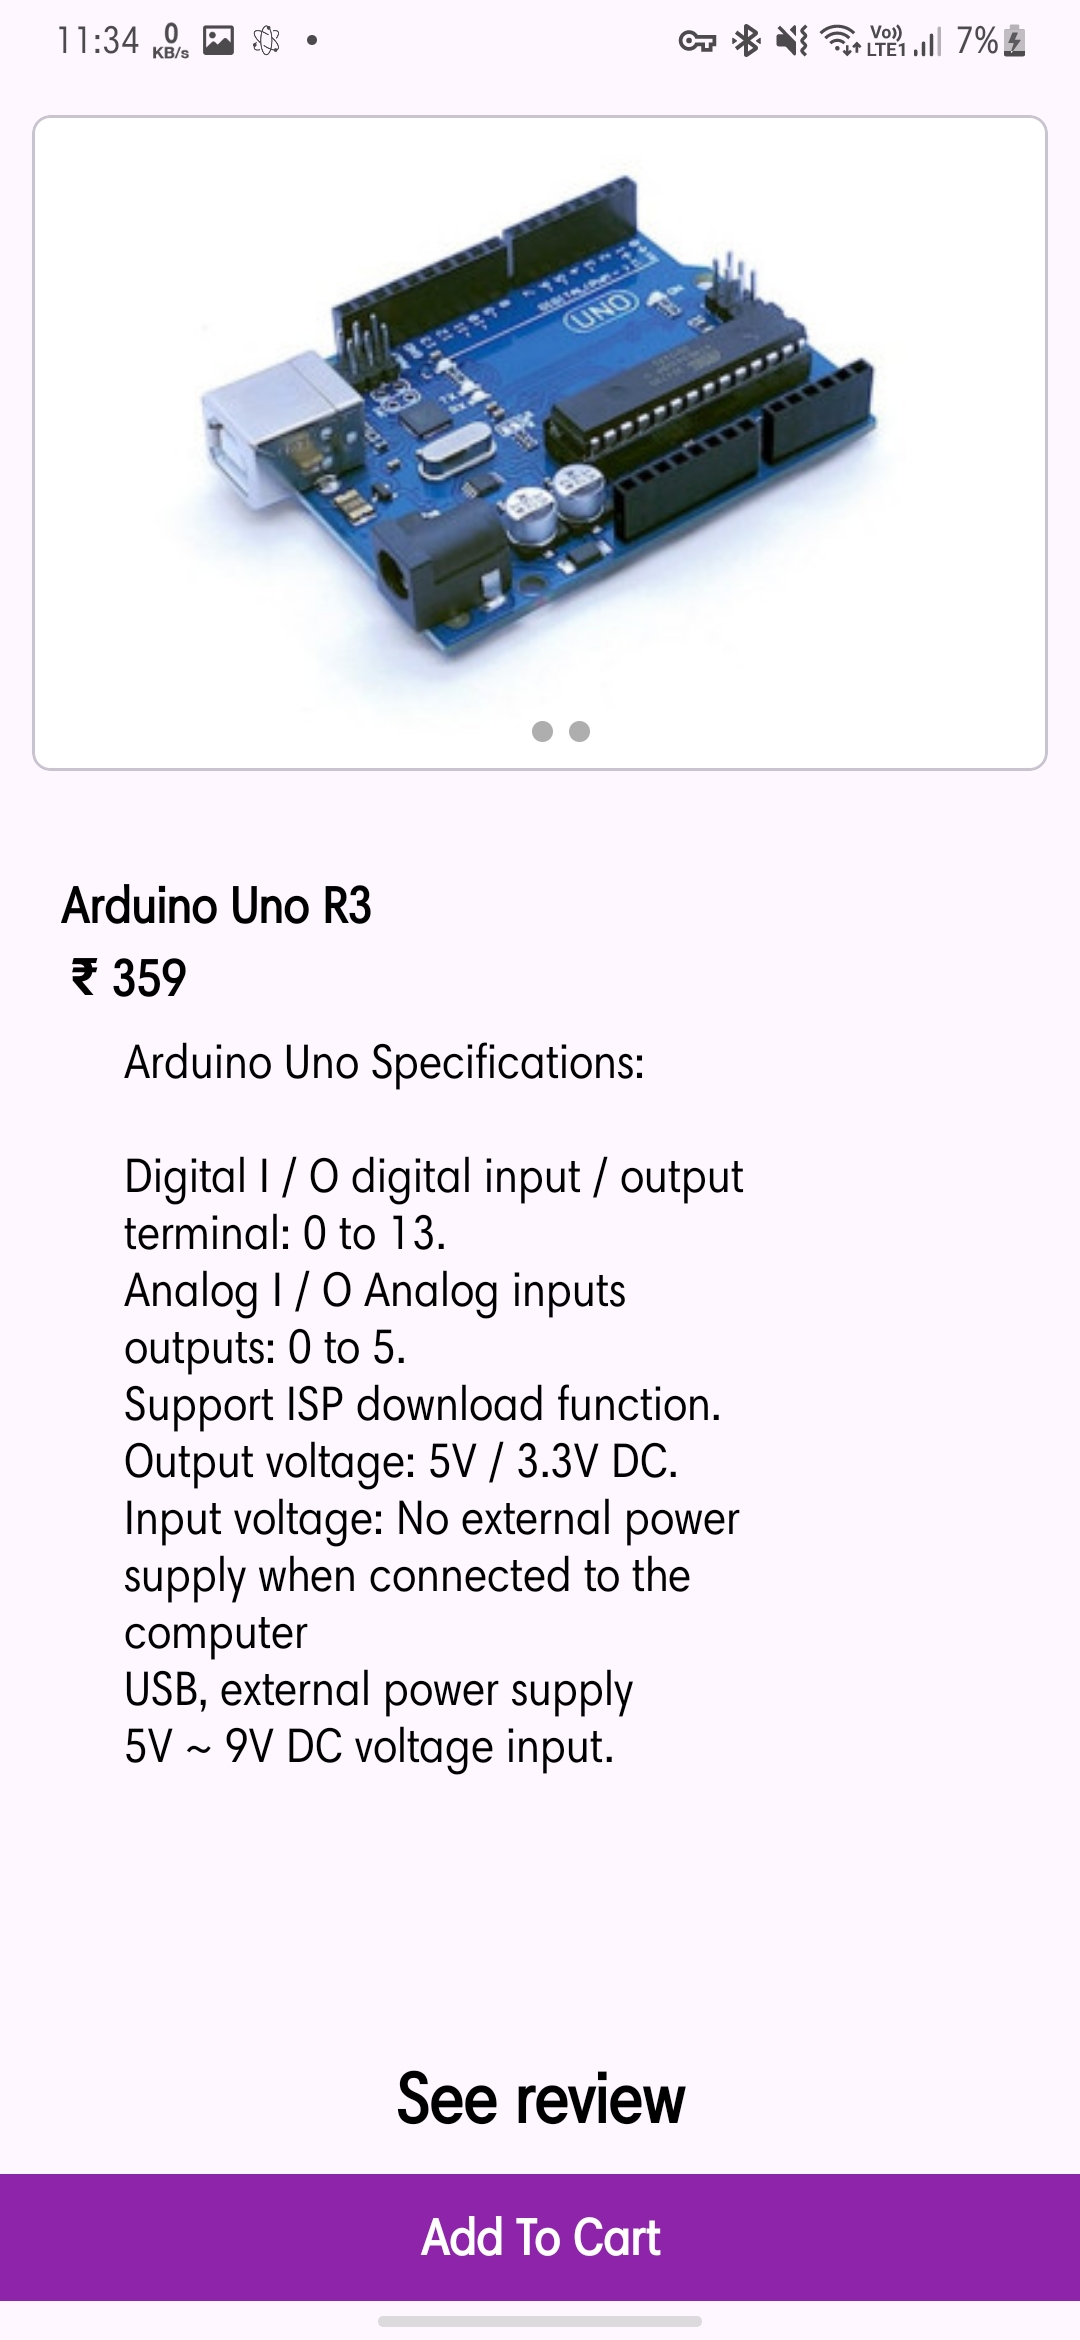 11:34 0 KB/s Vo)) LTE1 7%
UNO
Arduino Uno R3
₹ 359
Arduino Uno Specifications:
Digital I / O digital input / output
terminal: 0 to 13.
Analog I / O Analog inputs
outputs: 0 to 5.
Support ISP download function.
Output voltage: 5V / 3.3V DC.
Input voltage: No external power
supply when connected to the
computer
USB, external power supply
5V ~ 9V DC voltage input.
See review
Add To Cart